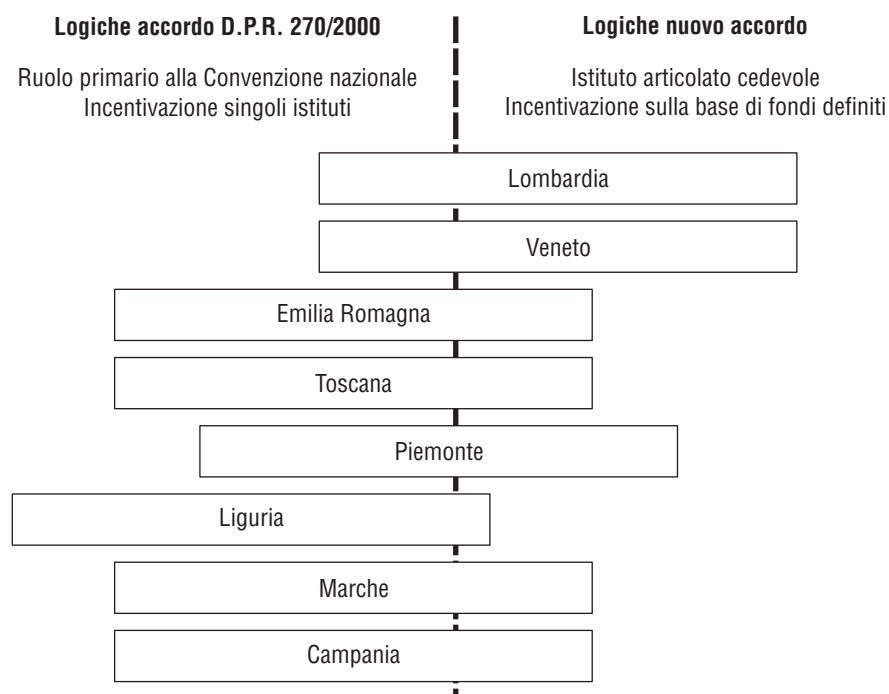 Logiche accordo D.P.R. 270/2000
Ruolo primario alla Convenzione nazionale
Incentivazione singoli istituti
Logiche nuovo accordo
Istituto articolato cedevole
Incentivazione sulla base di fondi definiti
Lombardia
Veneto
Emilia Romagna
Toscana
Piemonte
Liguria
Marche
Campania